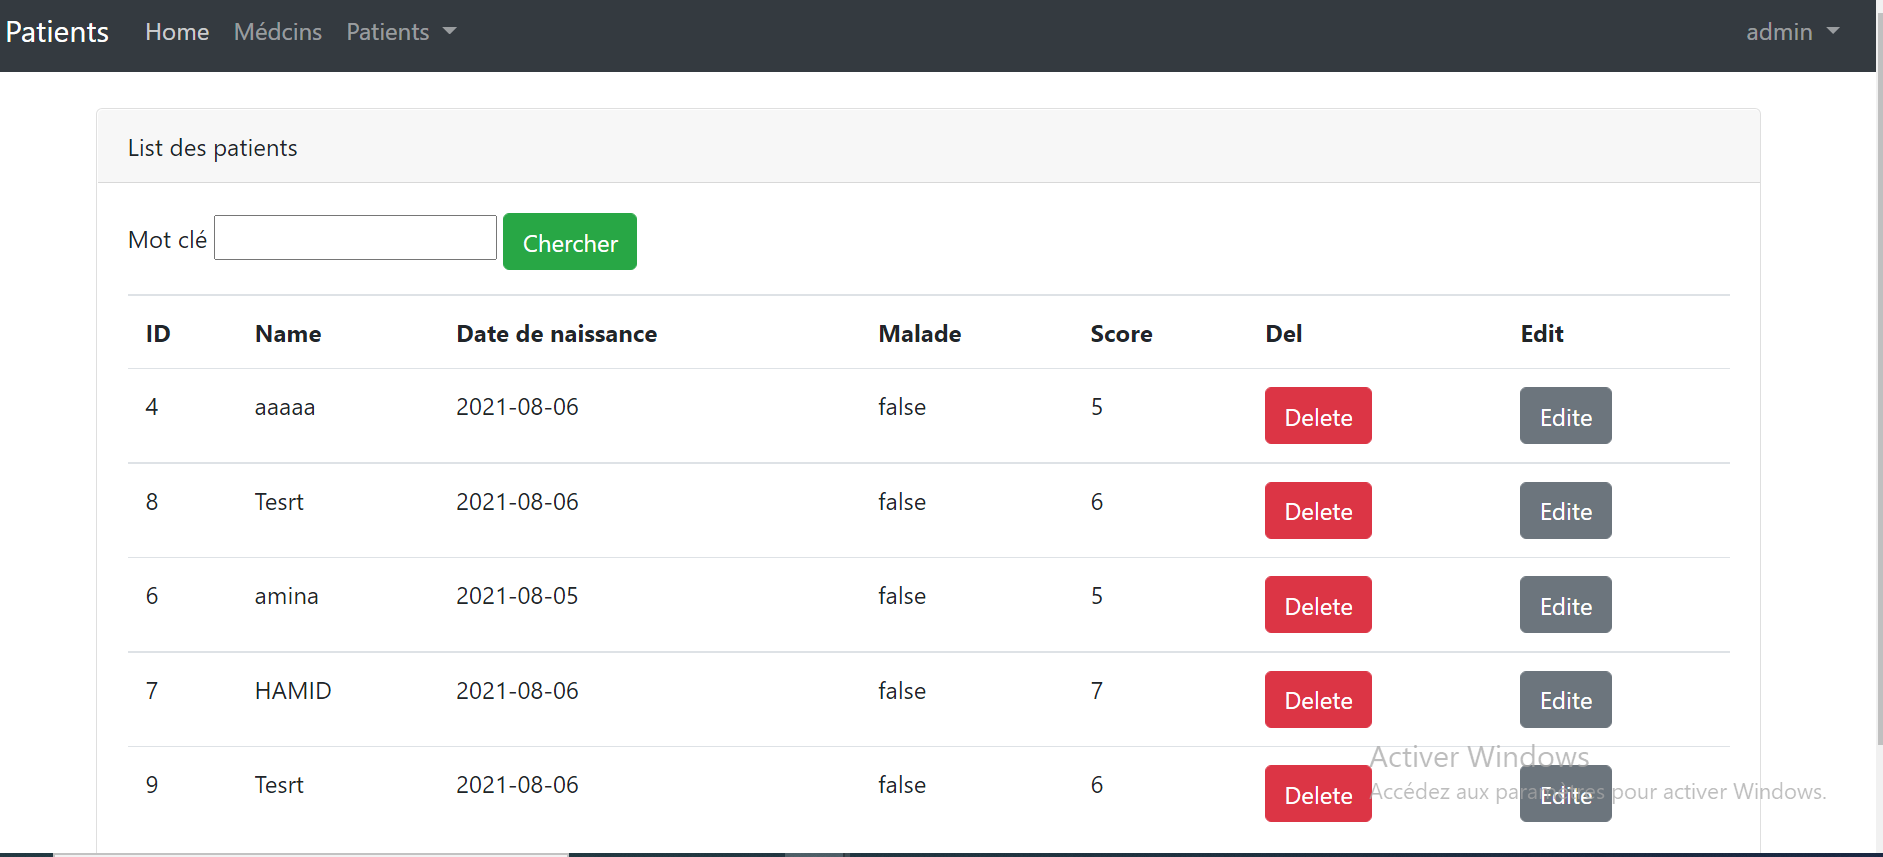 Patients Home Médcins Patients admin
List des patients
Mot clé Chercher
ID Name Date de naissance Malade Score Del Edit
4 aaaaa 2021-08-06 false 5 Delete Edite
8 Tesrt 2021-08-06 false 6 Delete Edite
6 amina 2021-08-05 false 5 Delete Edite
7 HAMID 2021-08-06 false 7 Delete Edite
Activer Windows
9 Tesrt 2021-08-06 false 6 Delete Edite
Accédez aux paramètres pour activer Windows.